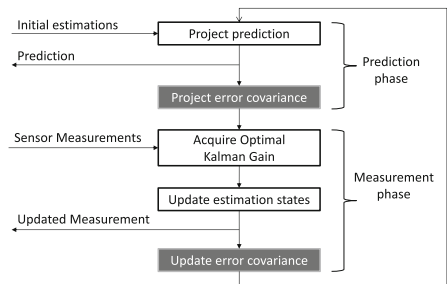 Initial estimations
Project prediction
Prediction
Prediction
phase
Project error covariance
Sensor Measurements
Acquire Optimal
Kalman Gain
Measurement
phase
Update estimation states
Updated Measurement
Update error covariance